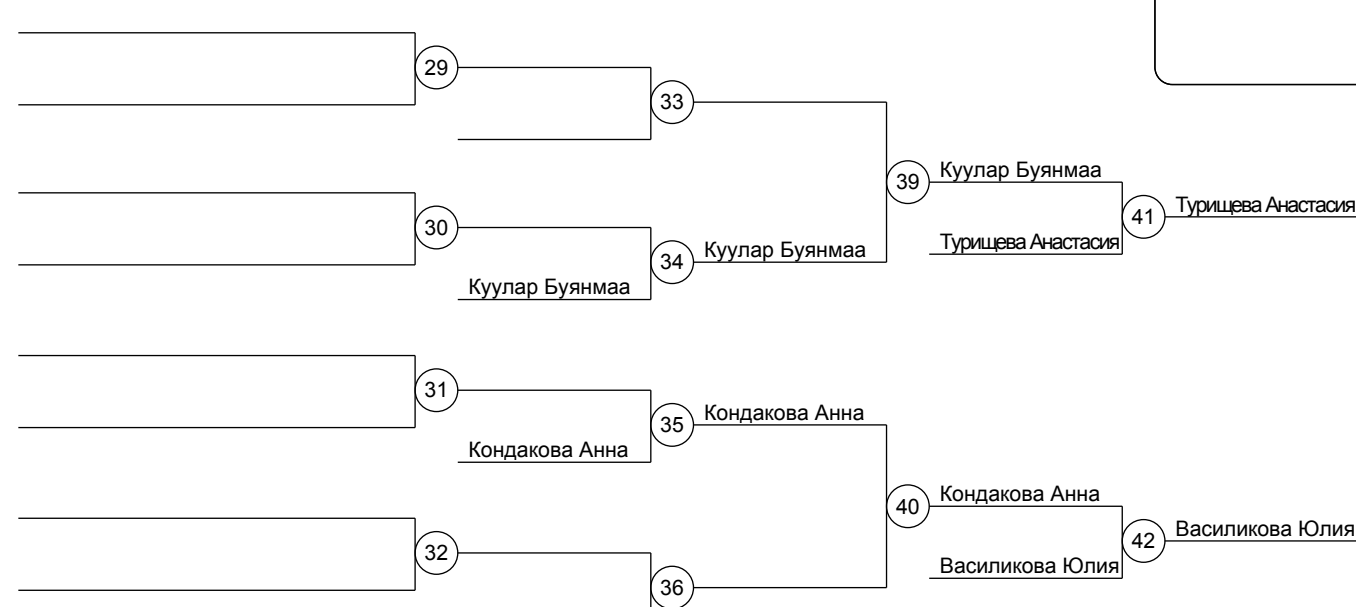 29
33
Куулар Буянмаа
39
Турищева Анастасия
41
30
Куулар Буянмаа
Турищева Анастасия
34
Куулар Буянмаа
31
Кондакова Анна
35
Кондакова Анна
Кондакова Анна
40
32
Василикова Юлия
42
Василикова Юлия
36